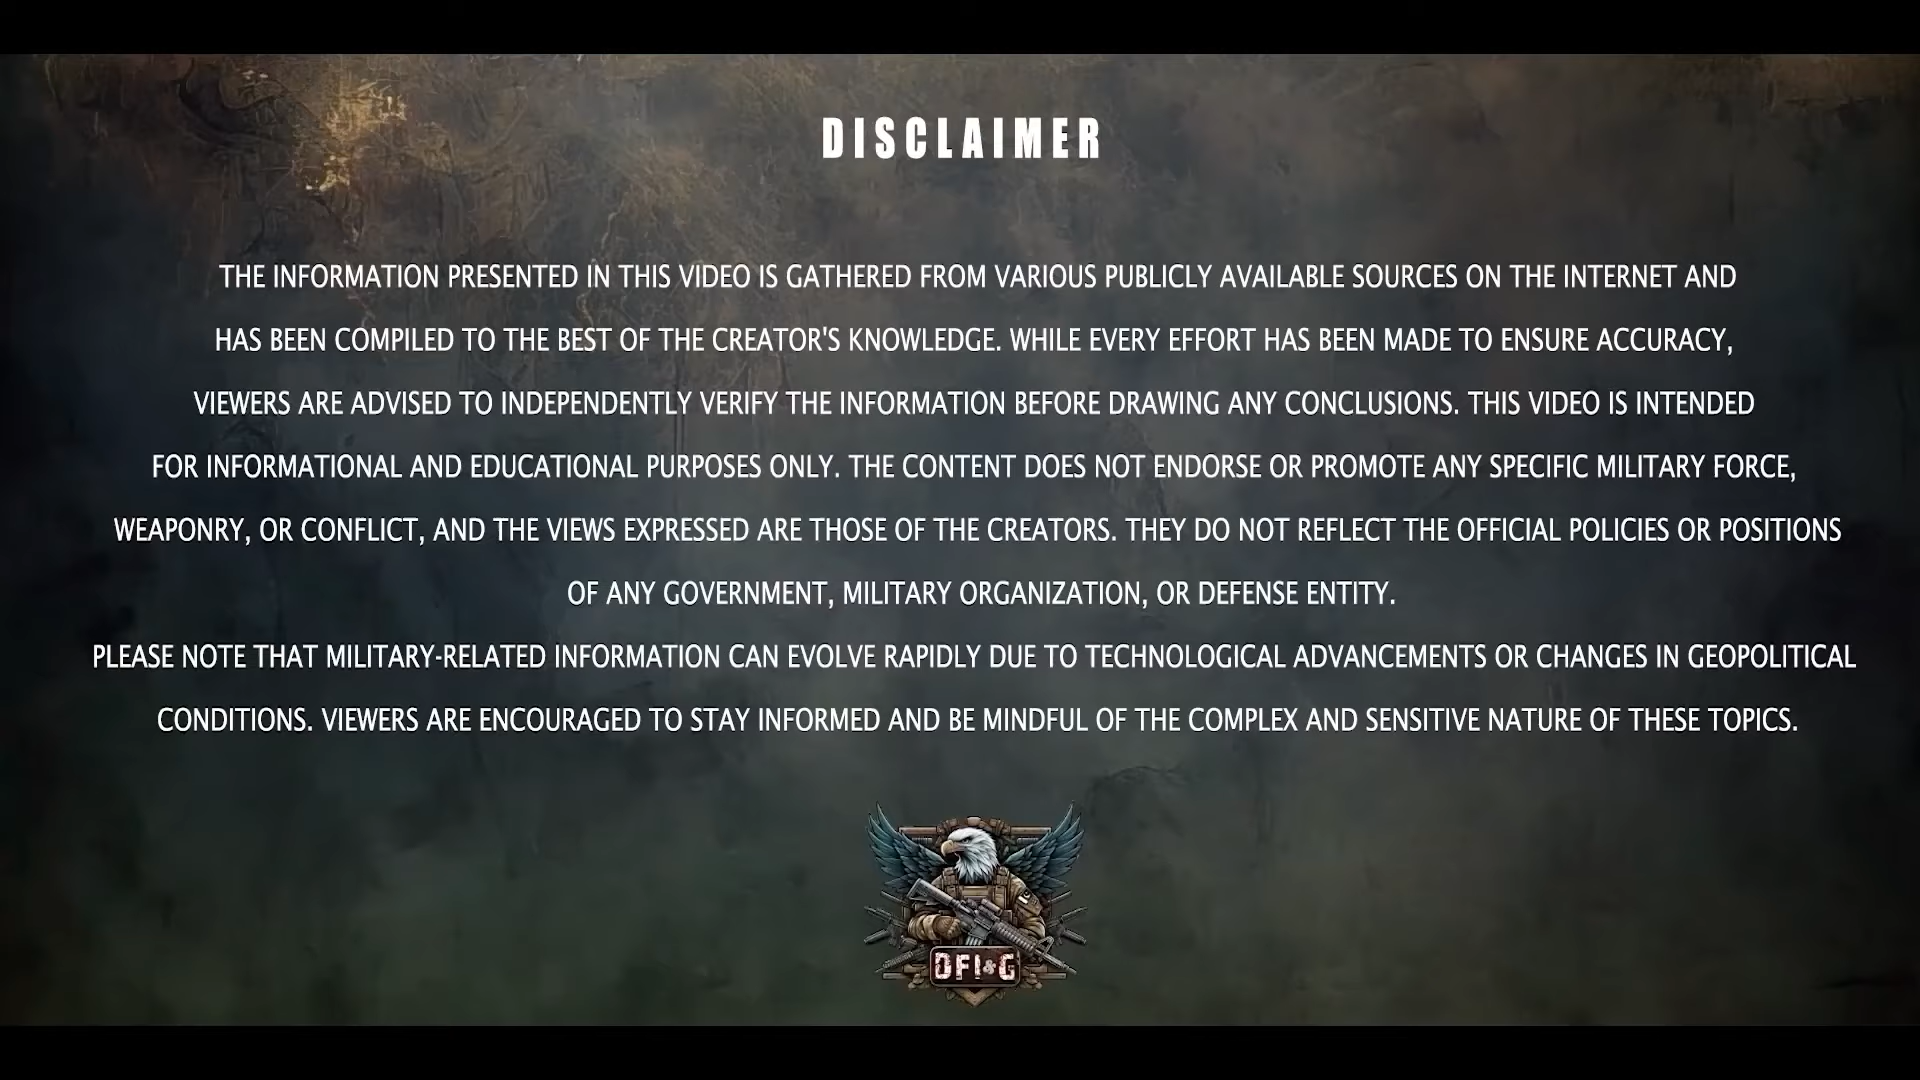 DISCLAIMER
THE INFORMATION PRESENTED IN THIS VIDEO IS GATHERED FROM VARIOUS PUBLICLY AVAILABLE SOURCES ON THE INTERNET AND
HAS BEEN COMPILED TO THE BEST OF THE CREATOR'S KNOWLEDGE. WHILE EVERY EFFORT HAS BEEN MADE TO ENSURE ACCURACY,
VIEWERS ARE ADVISED TO INDEPENDENTLY VERIFY THE INFORMATION BEFORE DRAWING ANY CONCLUSIONS. THIS VIDEO IS INTENDED
FOR INFORMATIONAL AND EDUCATIONAL PURPOSES ONLY. THE CONTENT DOES NOT ENDORSE OR PROMOTE ANY SPECIFIC MILITARY FORCE,
WEAPONRY, OR CONFLICT, AND THE VIEWS EXPRESSED ARE THOSE OF THE CREATORS. THEY DO NOT REFLECT THE OFFICIAL POLICIES OR POSITIONS
OF ANY GOVERNMENT, MILITARY ORGANIZATION, OR DEFENSE ENTITY.
PLEASE NOTE THAT MILITARY-RELATED INFORMATION CAN EVOLVE RAPIDLY DUE TO TECHNOLOGICAL ADVANCEMENTS OR CHANGES IN GEOPOLITICAL
CONDITIONS. VIEWERS ARE ENCOURAGED TO STAY INFORMED AND BE MINDFUL OF THE COMPLEX AND SENSITIVE NATURE OF THESE TOPICS.
DFI&G